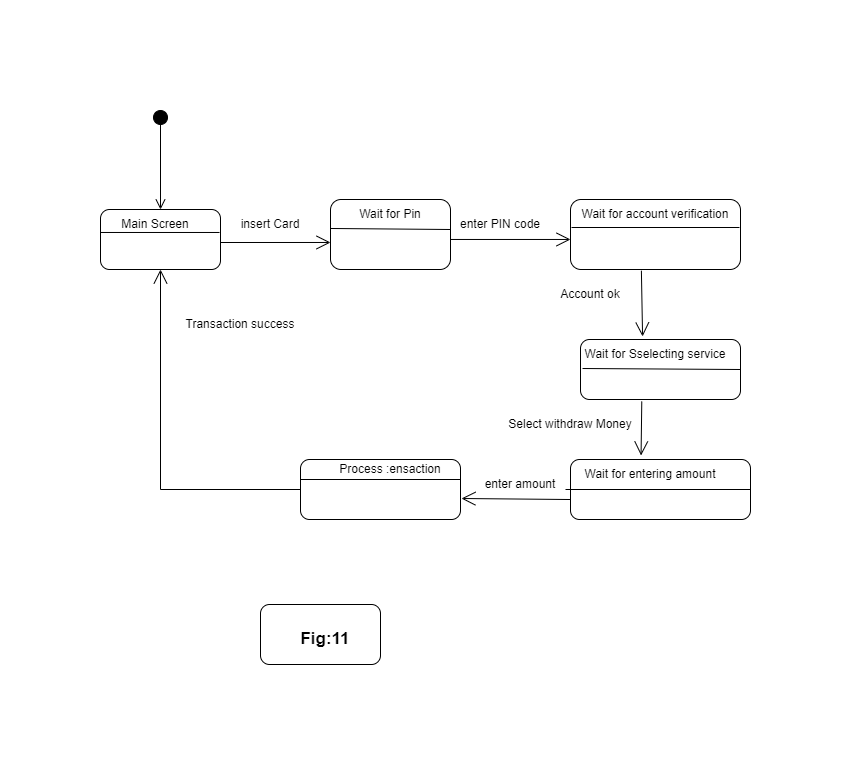 Main Screen
insert Card
Wait for Pin
enter PIN code
Wait for account verification
Account ok
Wait for Sselecting service
Select withdraw Money
Wait for entering amount
enter amount
Process :ensaction
Transaction success
Fig:11